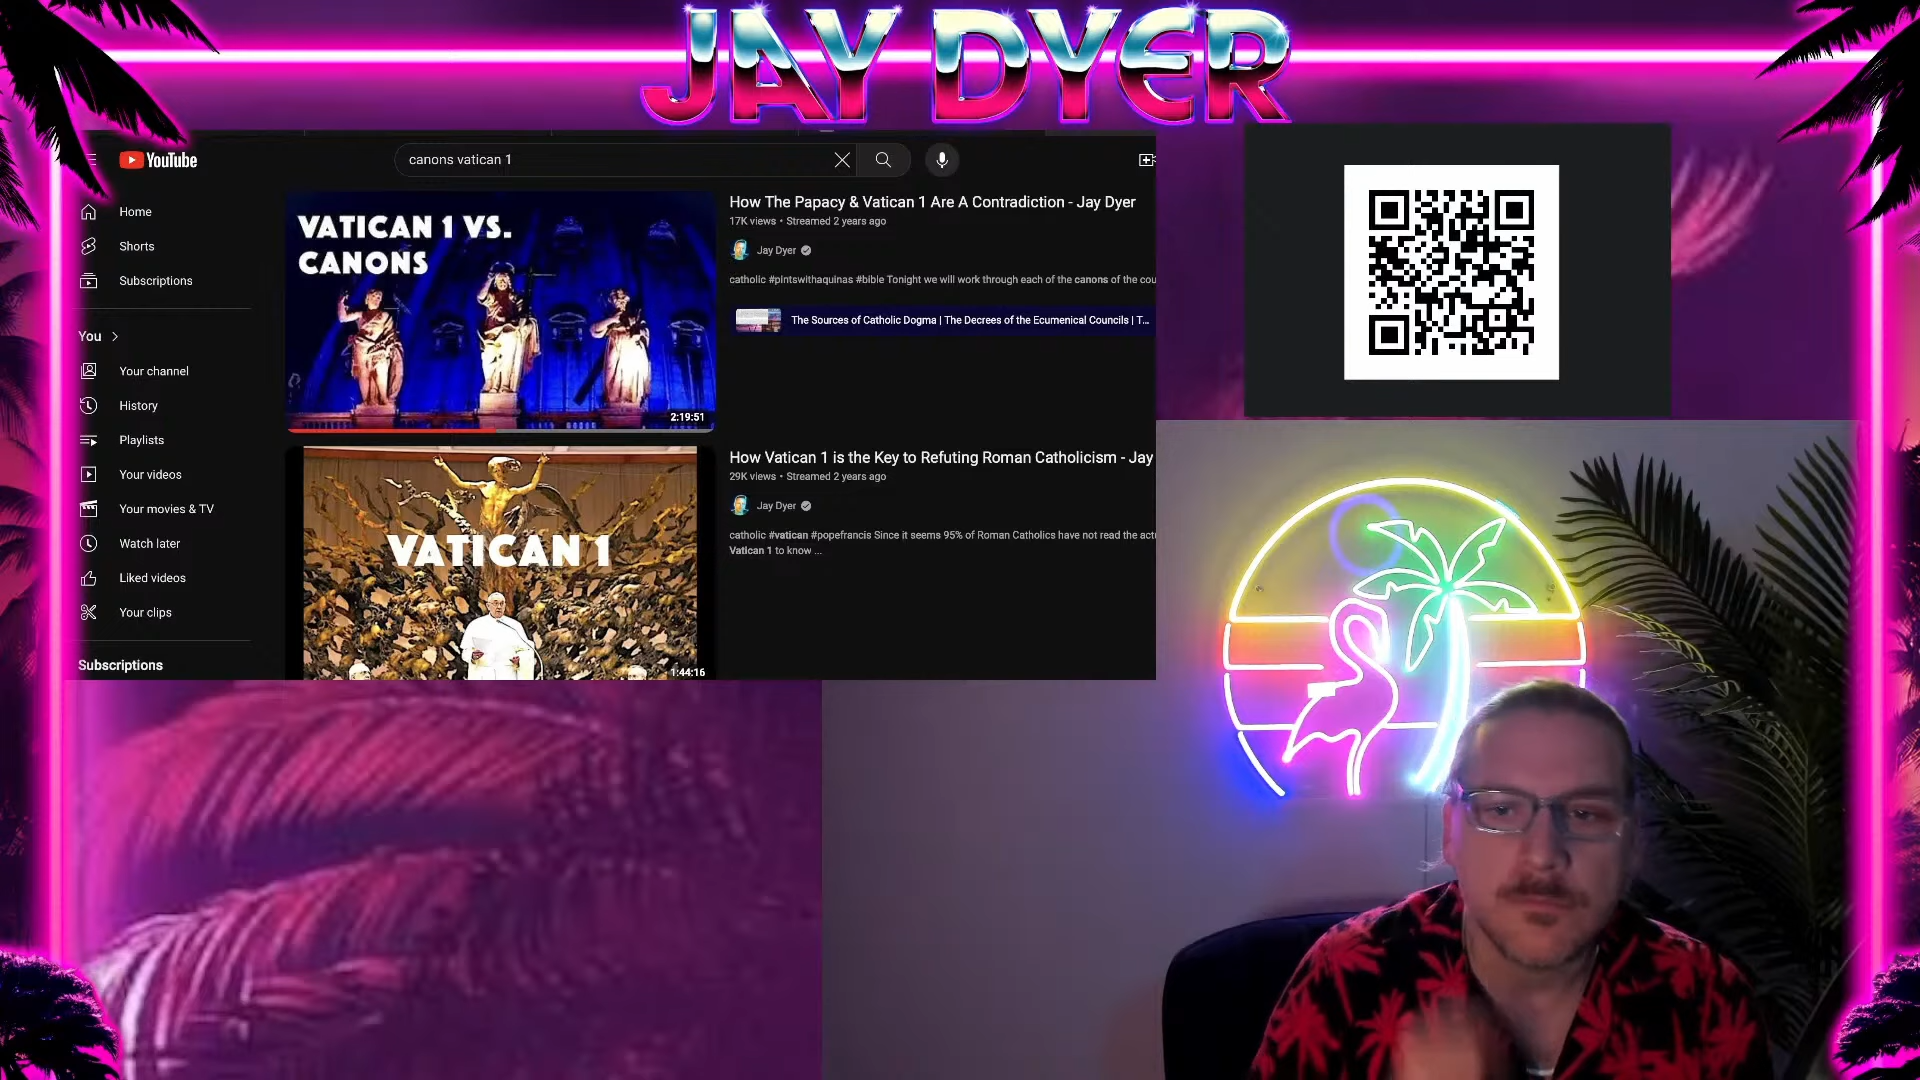 JAY DYER
YouTube
canons vatican 1
Home
Shorts
Subscriptions
You
Your channel
History
Playlists
Your videos
Your movies & TV
Watch later
Liked videos
Your clips
Subscriptions
VATICAN 1 VS.
CANONS
2:19:51
How The Papacy & Vatican 1 Are A Contradiction - Jay Dyer
17K views • Streamed 2 years ago
Jay Dyer
catholic #pintswithaquinas #bible Tonight we will work through each of the canons of the cou
The Sources of Catholic Dogma | The Decrees of the Ecumenical Councils | T...
VATICAN 1
1:44:16
How Vatican 1 is the Key to Refuting Roman Catholicism - Jay
29K views • Streamed 2 years ago
Jay Dyer
catholic #vatican #popefrancis Since it seems 95% of Roman Catholics have not read the actu
Vatican 1 to know ...